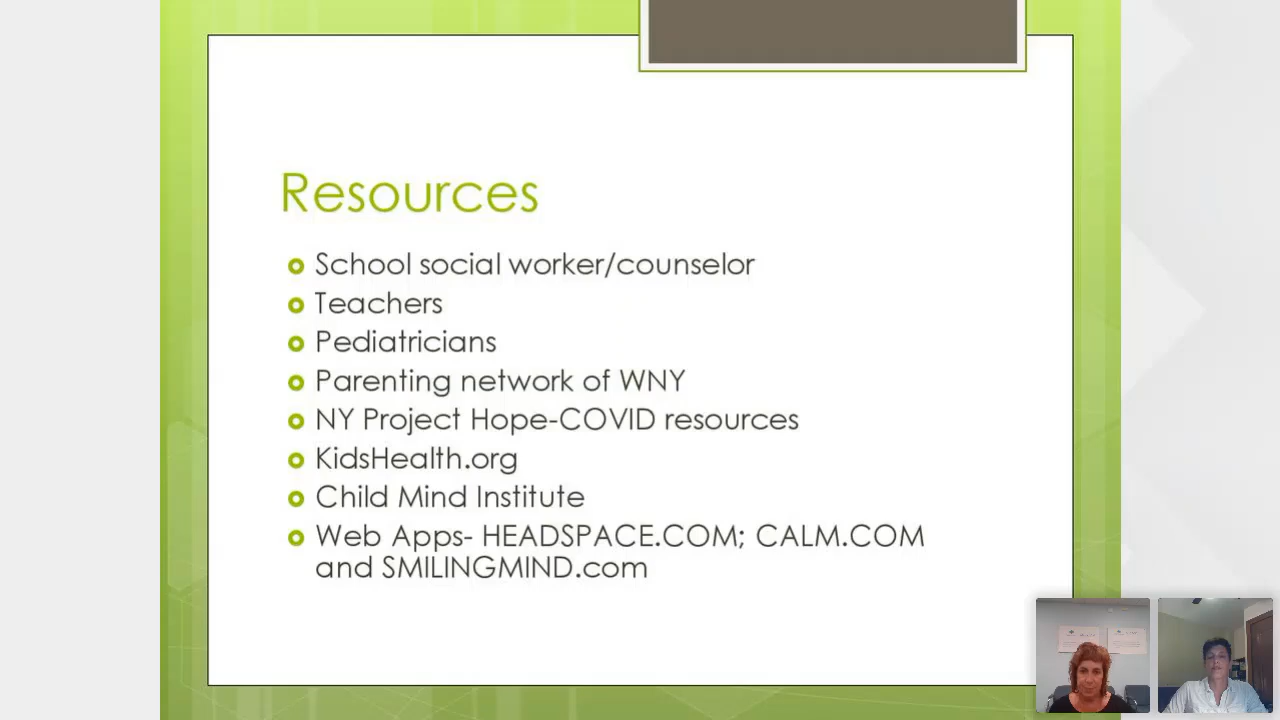 Resources
School social worker/counselor
Teachers
Pediatricians
Parenting network of WNY
NY Project Hope-COVID resources
KidsHealth.org
Child Mind Institute
Web Apps- HEADSPACE.COM; CALM.COM
and SMILINGMIND.com